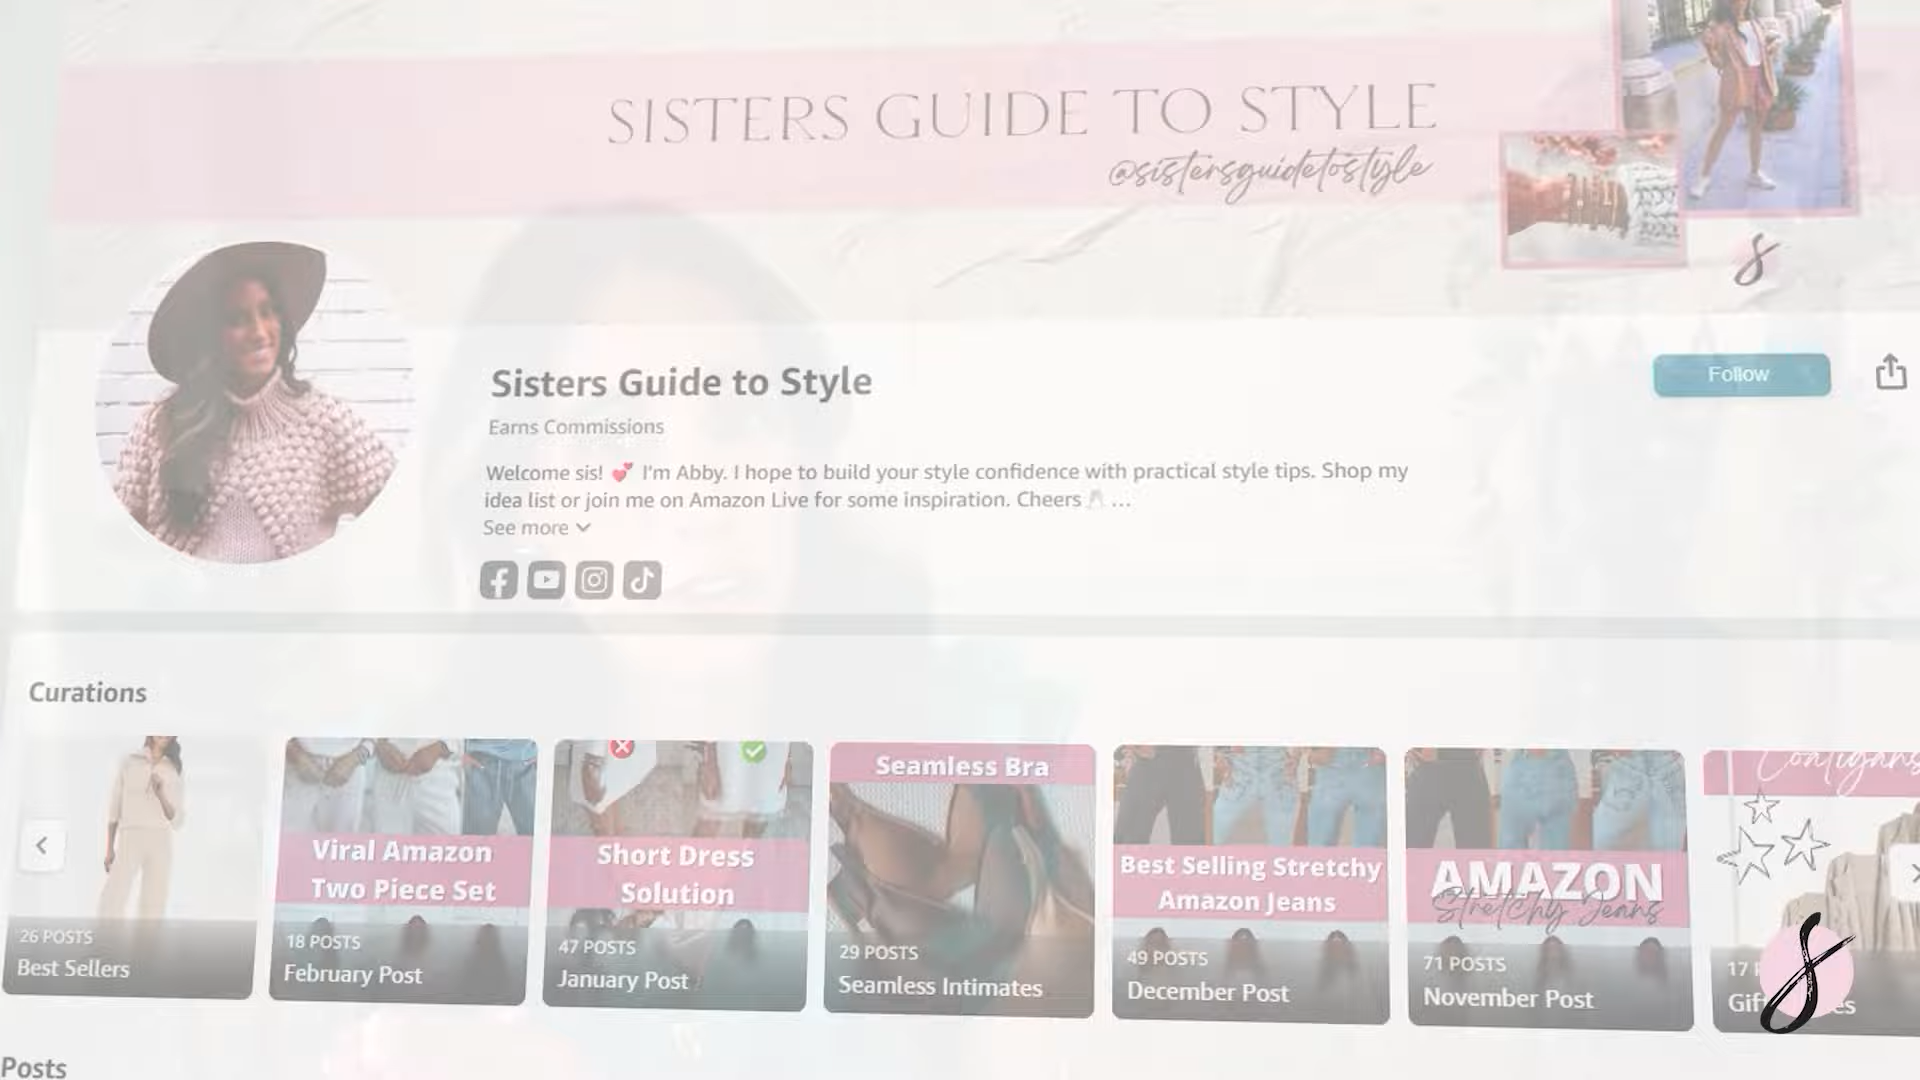 SISTERS GUIDE TO STYLE
@sistersguidetostyle
Sisters Guide to Style
Follow
Earns Commissions
Welcome sis! 💕 I'm Abby. I hope to build your style confidence with practical style tips. Shop my
idea list or join me on Amazon Live for some inspiration. Cheers 🥂 ...
See more
Curations
26 POSTS
Best Sellers
Viral Amazon
Two Piece Set
18 POSTS
February Post
Short Dress
Solution
47 POSTS
January Post
Seamless Bra
29 POSTS
Seamless Intimates
Best Selling Stretchy
Amazon Jeans
49 POSTS
December Post
AMAZON
Stretchy Jeans
71 POSTS
November Post
17
Posts